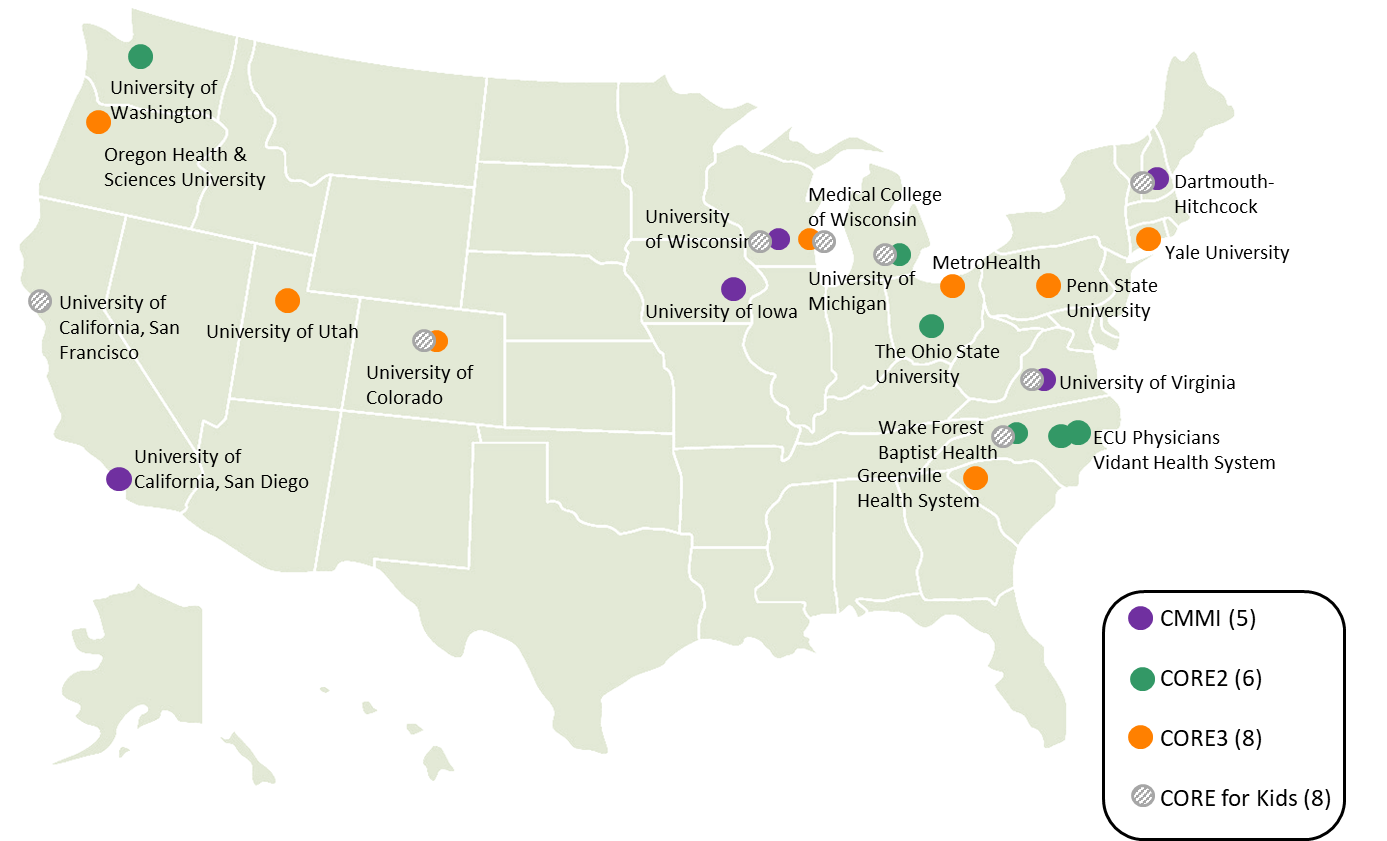 University of
Washington
Oregon Health &
Sciences University
University of
California, San
Francisco
University of Utah
University of
Colorado
University of
California, San Diego
University
of Wisconsin
Medical College
of Wisconsin
University of Iowa
University of
Michigan
MetroHealth
The Ohio State
University
Penn State
University
Dartmouth-
Hitchcock
Yale University
University of Virginia
Wake Forest
Baptist Health
ECU Physicians
Vidant Health System
Greenville
Health System
CMMI (5)
CORE2 (6)
CORE3 (8)
CORE for Kids (8)